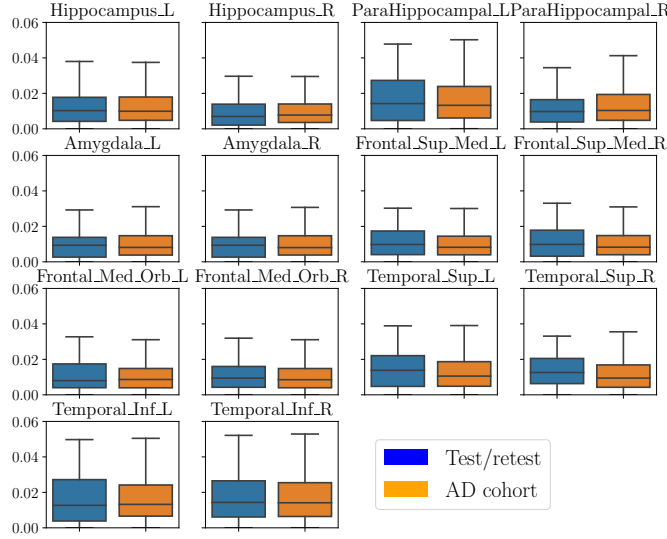 Hippocampus_L Hippocampus_R ParaHippocampal_L ParaHippocampal_R
0.06
0.04
0.02
0.00
Amygdala_L Amygdala_R Frontal_Sup_Med_L Frontal_Sup_Med_R
0.06
0.04
0.02
0.00
Frontal_Med_Orb_L Frontal_Med_Orb_R Temporal_Sup_L Temporal_Sup_R
0.06
0.04
0.02
0.00
Temporal_Inf_L Temporal_Inf_R
0.06
0.04
0.02
0.00
Test/retest
AD cohort